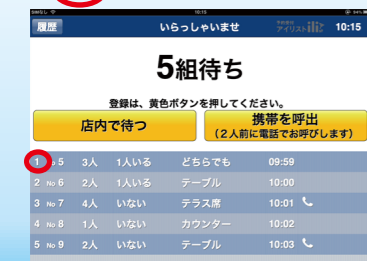 10:15
履歴
いらっしゃいませ
アイリスト
10:15
5組待ち
登録は、黄色ボタンを押してください。
店内で待つ
携帯を呼出
(2人前に電話でお呼びします)
1 No 5 3人 1人いる どちらでも 09:59
2 No 6 2人 1人いる テーブル 10:00
3 No 7 4人 いない テラス席 10:01
4 No 8 1人 いない カウンター 10:02
5 No 9 2人 いない テーブル 10:03